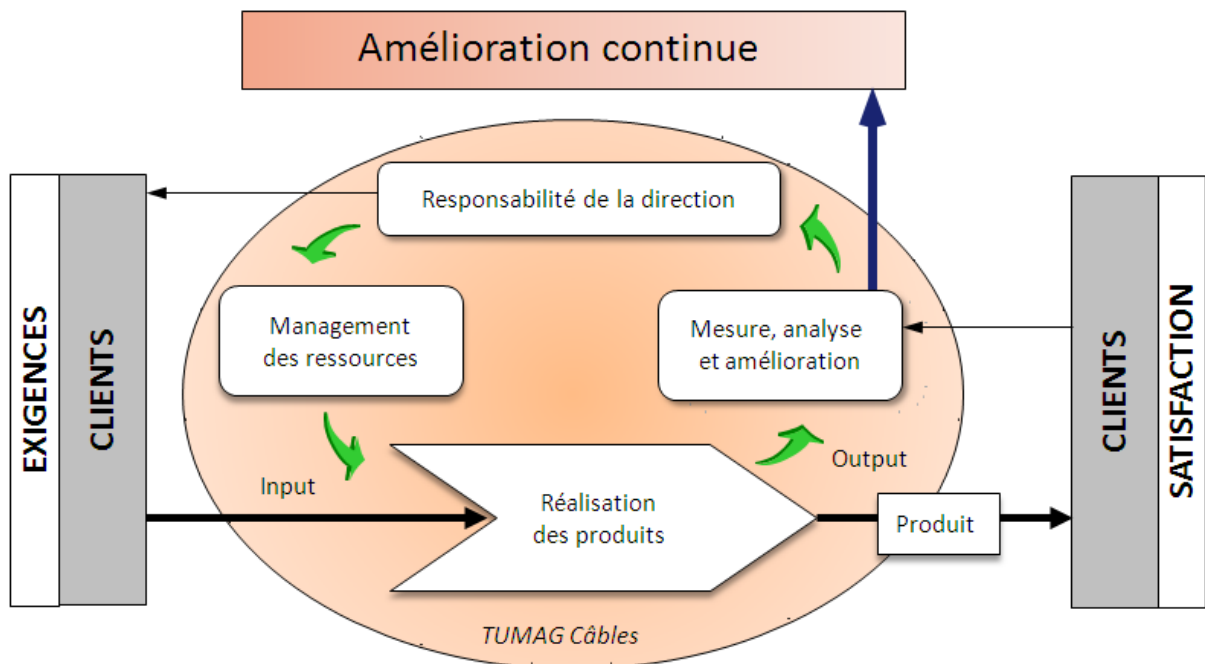 Amélioration continue
Responsabilité de la direction
EXIGENCES
CLIENTS
Management
des ressources
Mesure, analyse
et amélioration
CLIENTS
SATISFACTION
Input
Output
Réalisation
des produits
Produit
TUMAG Câbles